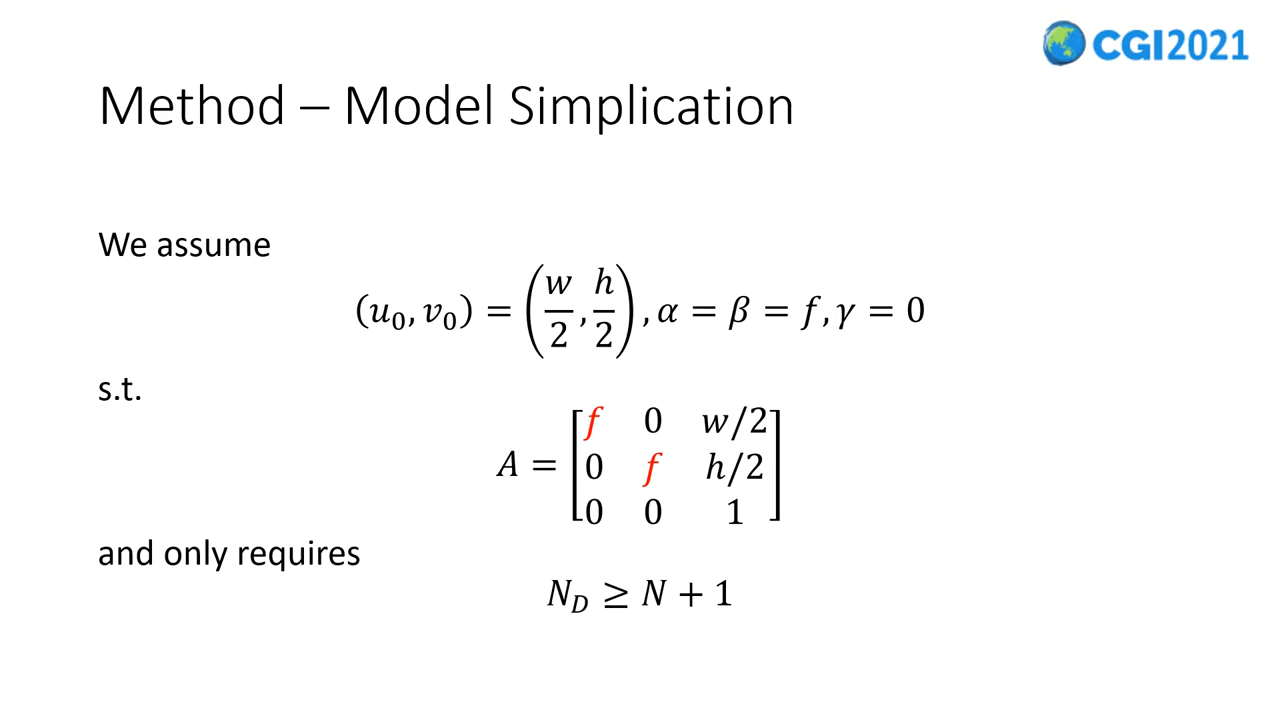 CGI2021
Method – Model Simplication
We assume
(u₀, v₀) = (w/2, h/2), α = β = f, γ = 0
s.t.
A = [f 0 w/2
0 f h/2
0 0 1]
and only requires
N_D ≥ N + 1